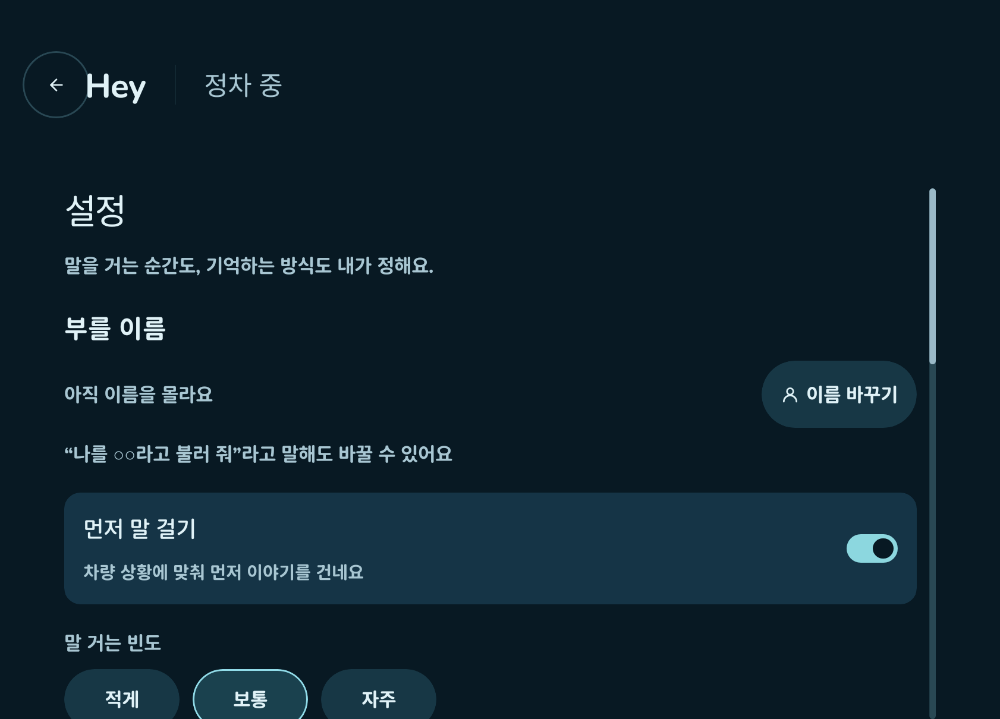 Hey
정차 중
설정
말을 거는 순간도, 기억하는 방식도 내가 정해요.
부를 이름
아직 이름을 몰라요
이름 바꾸기
“나를 ○○라고 불러 줘”라고 말해도 바꿀 수 있어요
먼저 말 걸기
차량 상황에 맞춰 먼저 이야기를 건네요
말 거는 빈도
적게
보통
자주